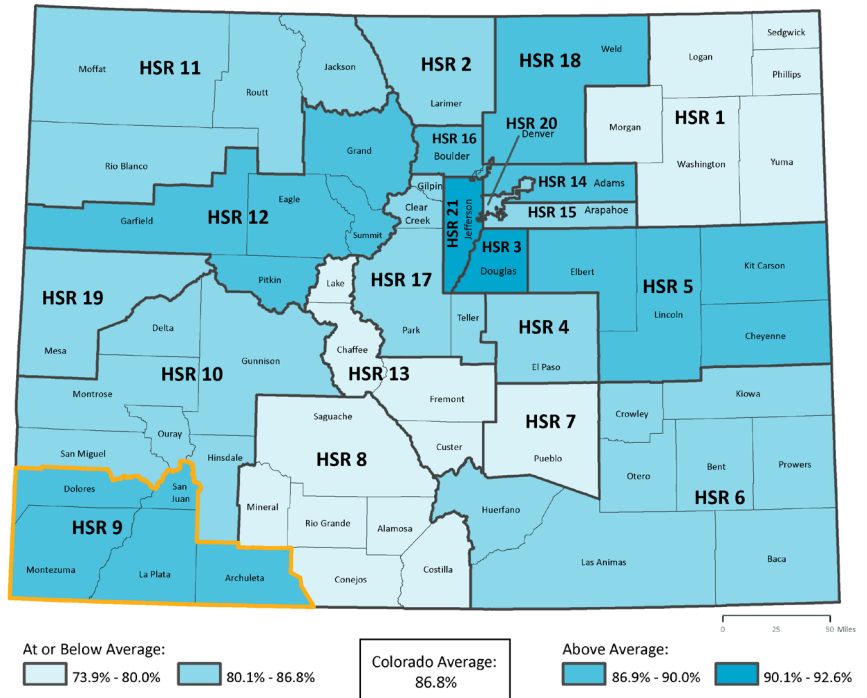 Sedgwick
Weld
Logan
HSR 11
HSR 2
HSR 18
Moffat
Jackson
Phillips
Routt
Larimer
HSR 1
HSR 20
Morgan
Denver
HSR 16
Grand
Boulder
Rio Blanco
Washington
Yuma
HSR 14
Adams
Gilpin
Eagle
HSR 15
Arapahoe
Clear
Creek
HSR 21
Jefferson
HSR 12
Garfield
Summit
HSR 3
Douglas
Elbert
Kit Carson
Pitkin
HSR 17
HSR 5
Lake
HSR 19
Lincoln
Teller
Delta
Park
HSR 4
Cheyenne
Mesa
Chaffee
Gunnison
El Paso
HSR 10
HSR 13
Montrose
Kiowa
Fremont
Saguache
Crowley
HSR 7
Ouray
Custer
San Miguel
Hinsdale
HSR 8
Pueblo
Bent
Prowers
Otero
Dolores
San
Juan
HSR 6
Mineral
Huerfano
HSR 9
Rio Grande
Alamosa
Las Animas
Baca
Montezuma
La Plata
Archuleta
Conejos
Costilla
0 25 50 Miles
At or Below Average:
73.9% - 80.0%
80.1% - 86.8%
Colorado Average:
86.8%
Above Average:
86.9% - 90.0%
90.1% - 92.6%